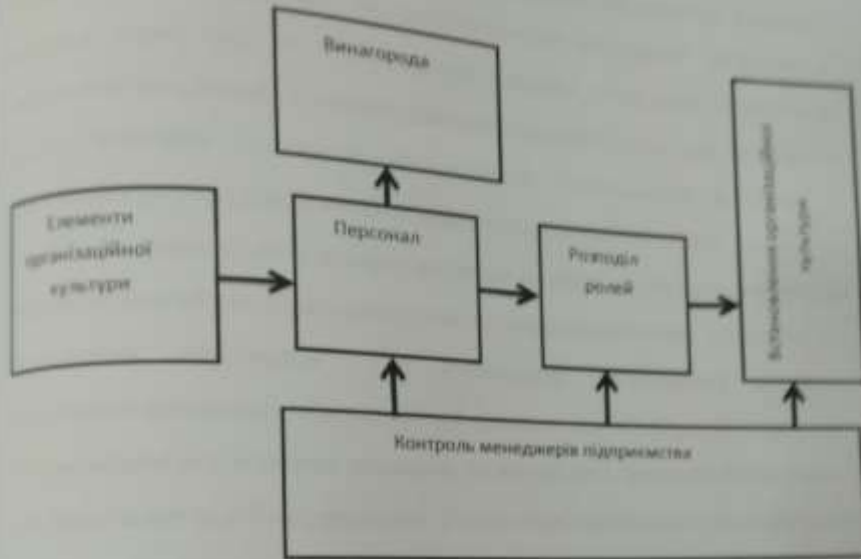 Винагорода
Елементи
організаційної
культури
Персонал
Розподіл
ролей
Встановлення організаційної
культури
Контроль менеджерів підприємства